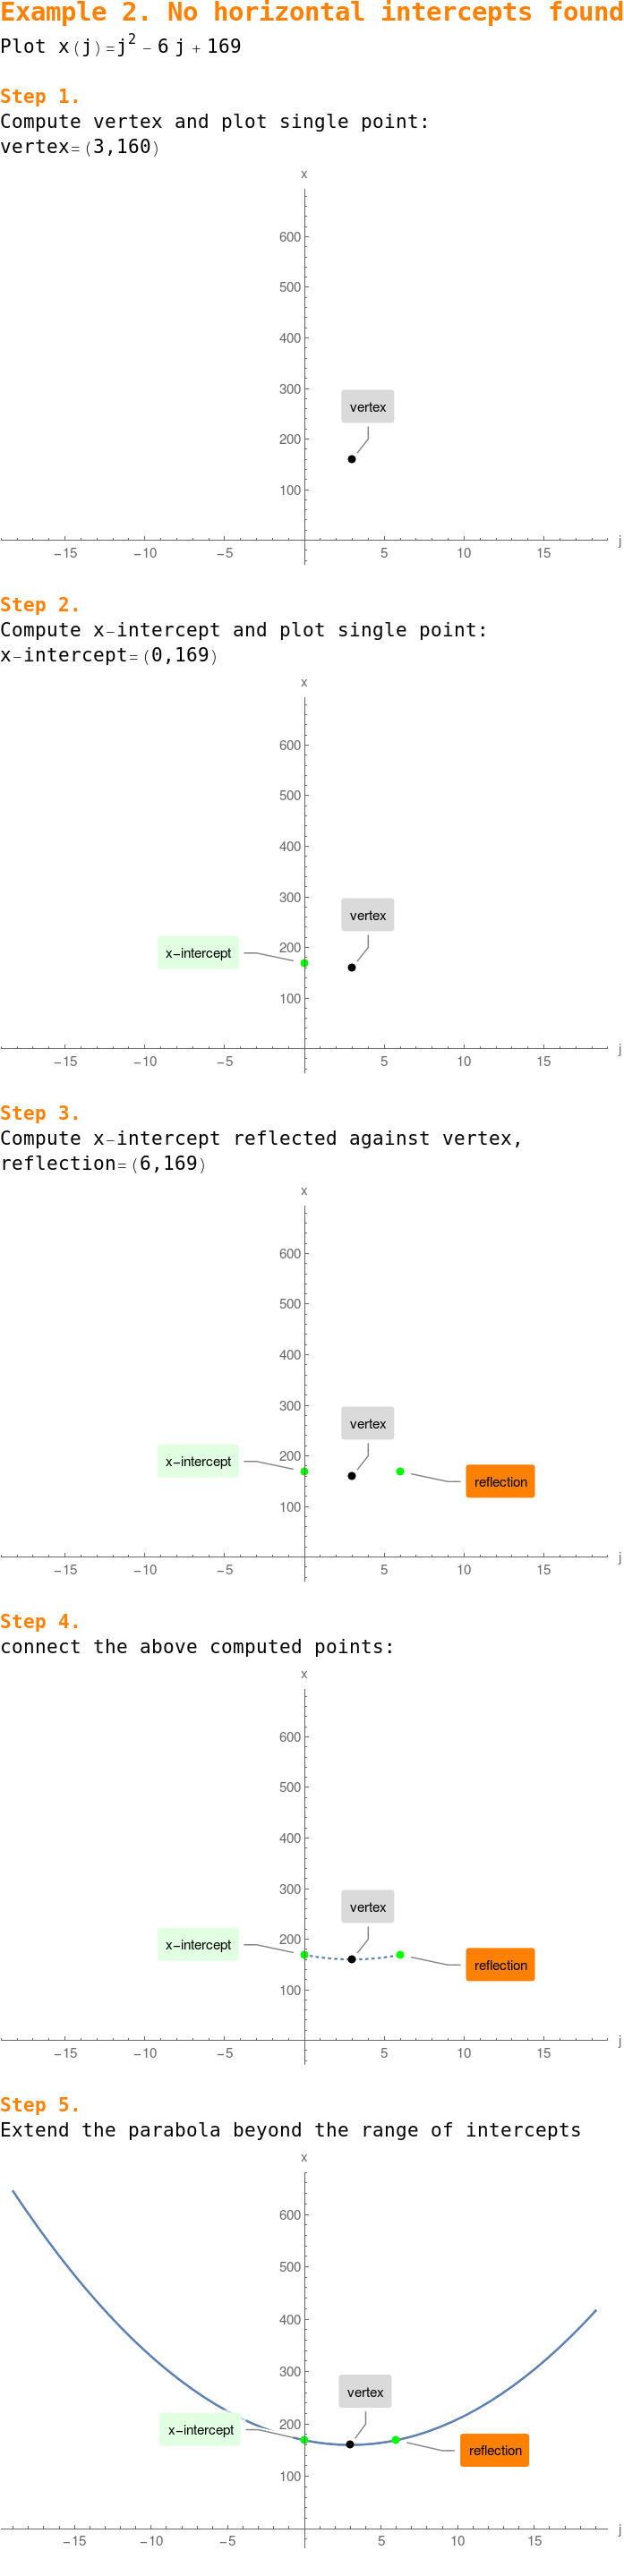 Example 2. No horizontal intercepts found
Plot x(j)=j² − 6 j + 169
Step 1.
Compute vertex and plot single point:
vertex=(3,160)
x
600
500
400
300
vertex
200
100
−15 −10 −5 5 10 15 j
Step 2.
Compute x−intercept and plot single point:
x−intercept=(0,169)
x
600
500
400
300
vertex
200
x−intercept
100
−15 −10 −5 5 10 15 j
Step 3.
Compute x−intercept reflected against vertex,
reflection=(6,169)
x
600
500
400
300
vertex
200
x−intercept
reflection
100
−15 −10 −5 5 10 15 j
Step 4.
connect the above computed points:
x
600
500
400
300
vertex
200
x−intercept
reflection
100
−15 −10 −5 5 10 15 j
Step 5.
Extend the parabola beyond the range of intercepts
x
600
500
400
300
vertex
200
x−intercept
reflection
100
−15 −10 −5 5 10 15 j